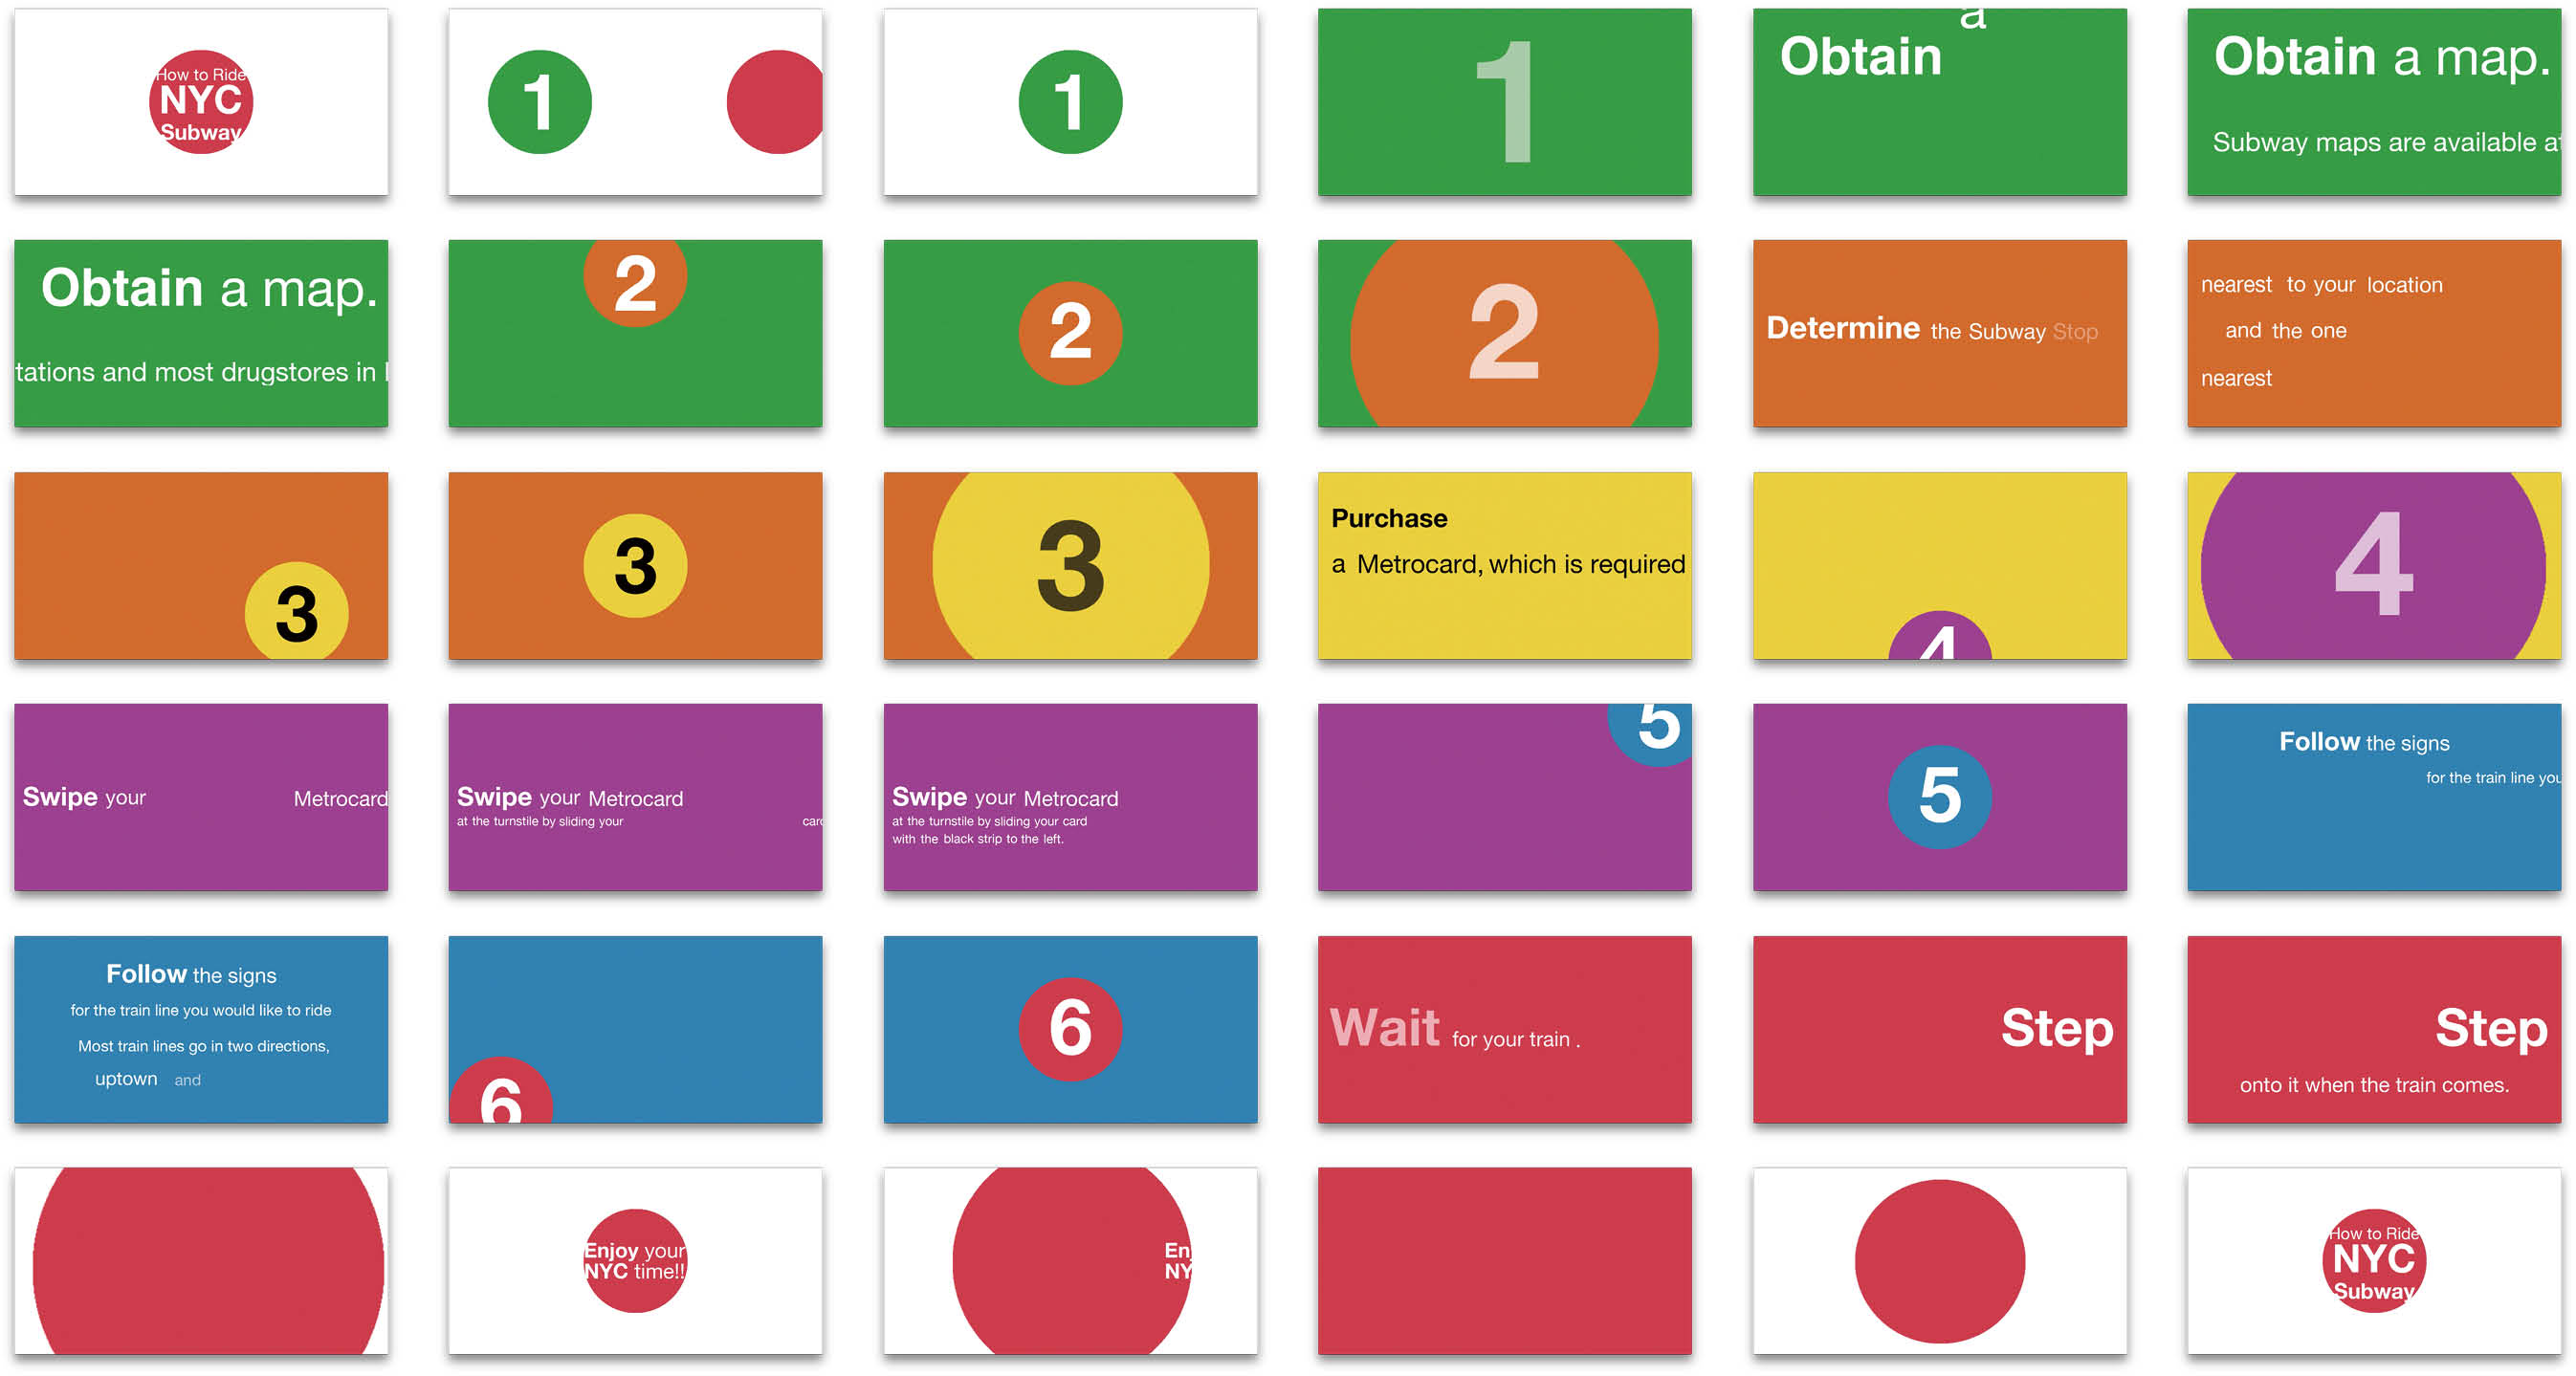 How to Ride
NYC
Subway
1
1
1
a
Obtain
Obtain a map.
Subway maps are available at
Obtain a map.
tations and most drugstores in
2
2
2
Determine the Subway Stop
nearest to your location
and the one
nearest
3
3
3
Purchase
a Metrocard, which is required
4
4
Swipe your Metrocard
Swipe your Metrocard
at the turnstile by sliding your card
Swipe your Metrocard
at the turnstile by sliding your card
with the black strip to the left.
5
5
Follow the signs
for the train line you
Follow the signs
for the train line you would like to ride
Most train lines go in two directions,
uptown and
6
6
Wait for your train .
Step
Step
onto it when the train comes.
Enjoy your
NYC time!!
En
NY
How to Ride
NYC
Subway